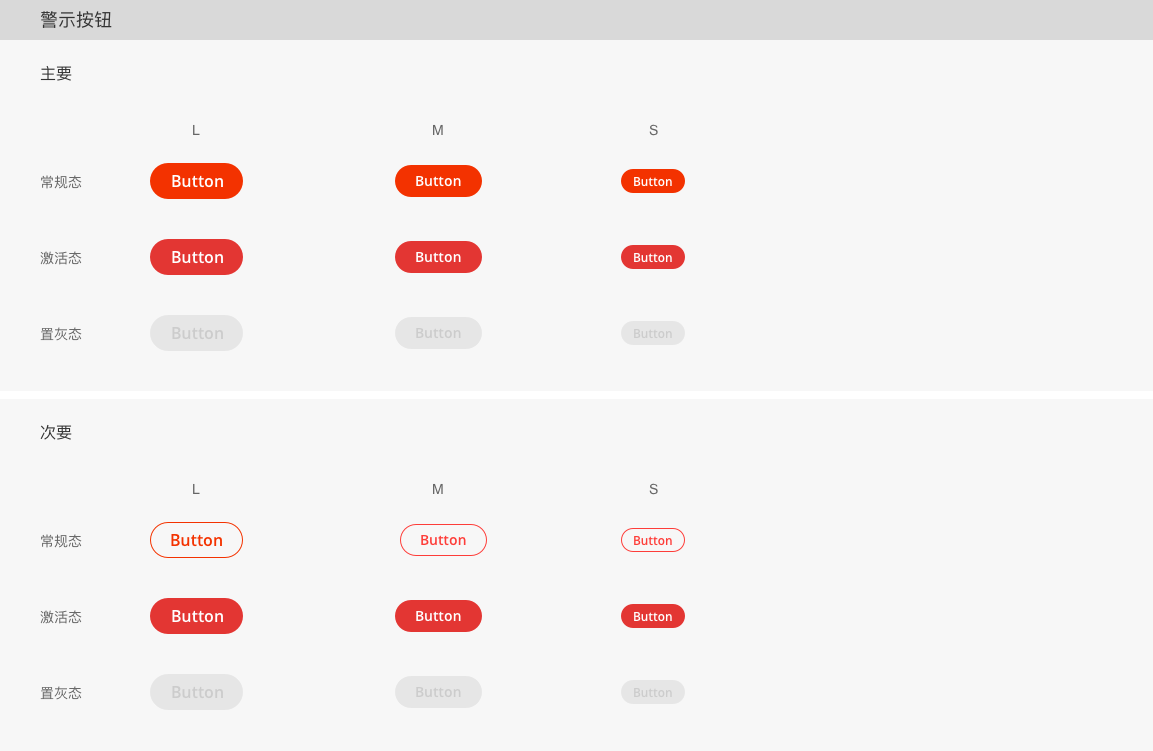 警示按钮
主要
L M S
常规态 Button Button Button
激活态 Button Button Button
置灰态 Button Button Button
次要
L M S
常规态 Button Button Button
激活态 Button Button Button
置灰态 Button Button Button